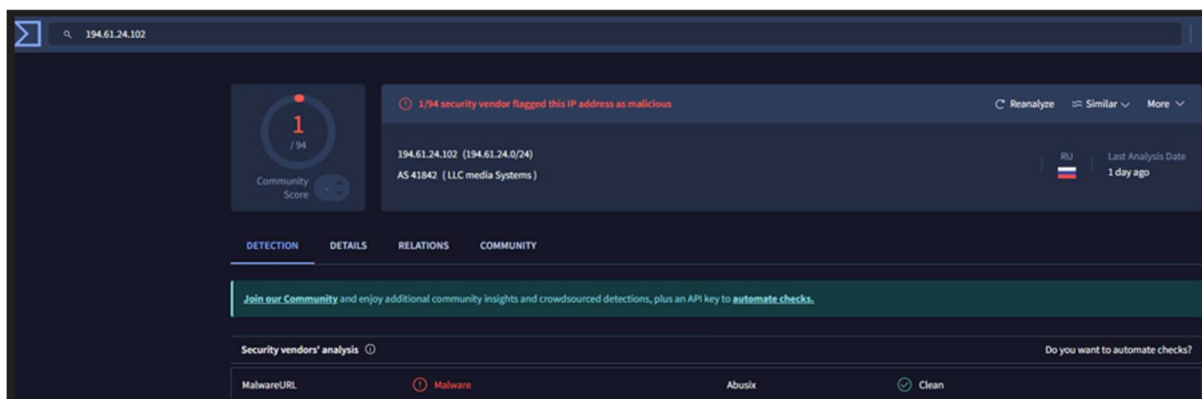 194.61.24.102
1/94 security vendor flagged this IP address as malicious
Reanalyze Similar More
1
/ 94
Community
Score
-
194.61.24.102 (194.61.24.0/24)
AS 41842 ( LLC media Systems )
RU
Last Analysis Date
1 day ago
DETECTION DETAILS RELATIONS COMMUNITY
Join our Community and enjoy additional community insights and crowdsourced detections, plus an API key to automate checks.
Security vendors' analysis Do you want to automate checks?
MalwareURL Malware Abusix Clean